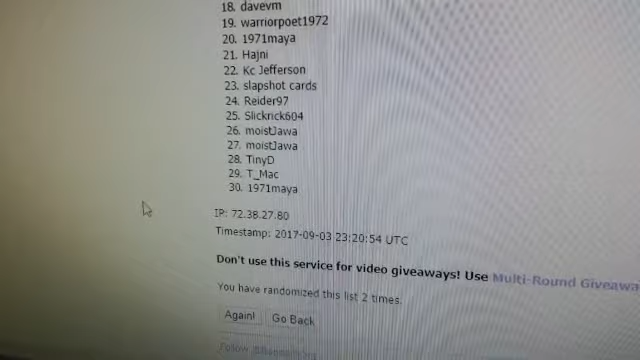 18. davevm
19. warriorpoet1972
20. 1971maya
21. Hajni
22. Kc Jefferson
23. slapshot cards
24. Reider97
25. Slickrick604
26. moistJawa
27. moistJawa
28. TinyD
29. T_Mac
30. 1971maya
IP: 72.38.27.80
Timestamp: 2017-09-03 23:20:54 UTC
Don't use this service for video giveaways! Use Multi-Round Giveawa
You have randomized this list 2 times.
Again! Go Back
Follow